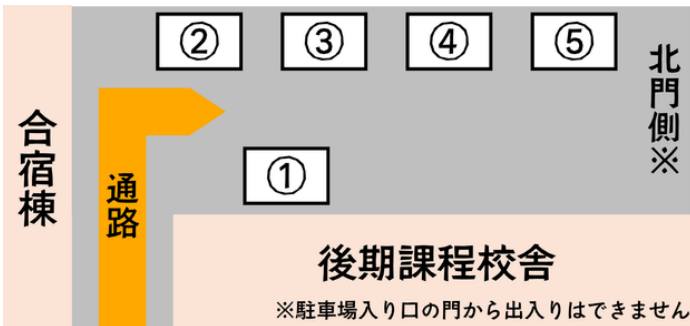 ②
③
④
⑤
北門側※
合宿棟
通路
①
後期課程校舎
※駐車場入り口の門から出入りはできません